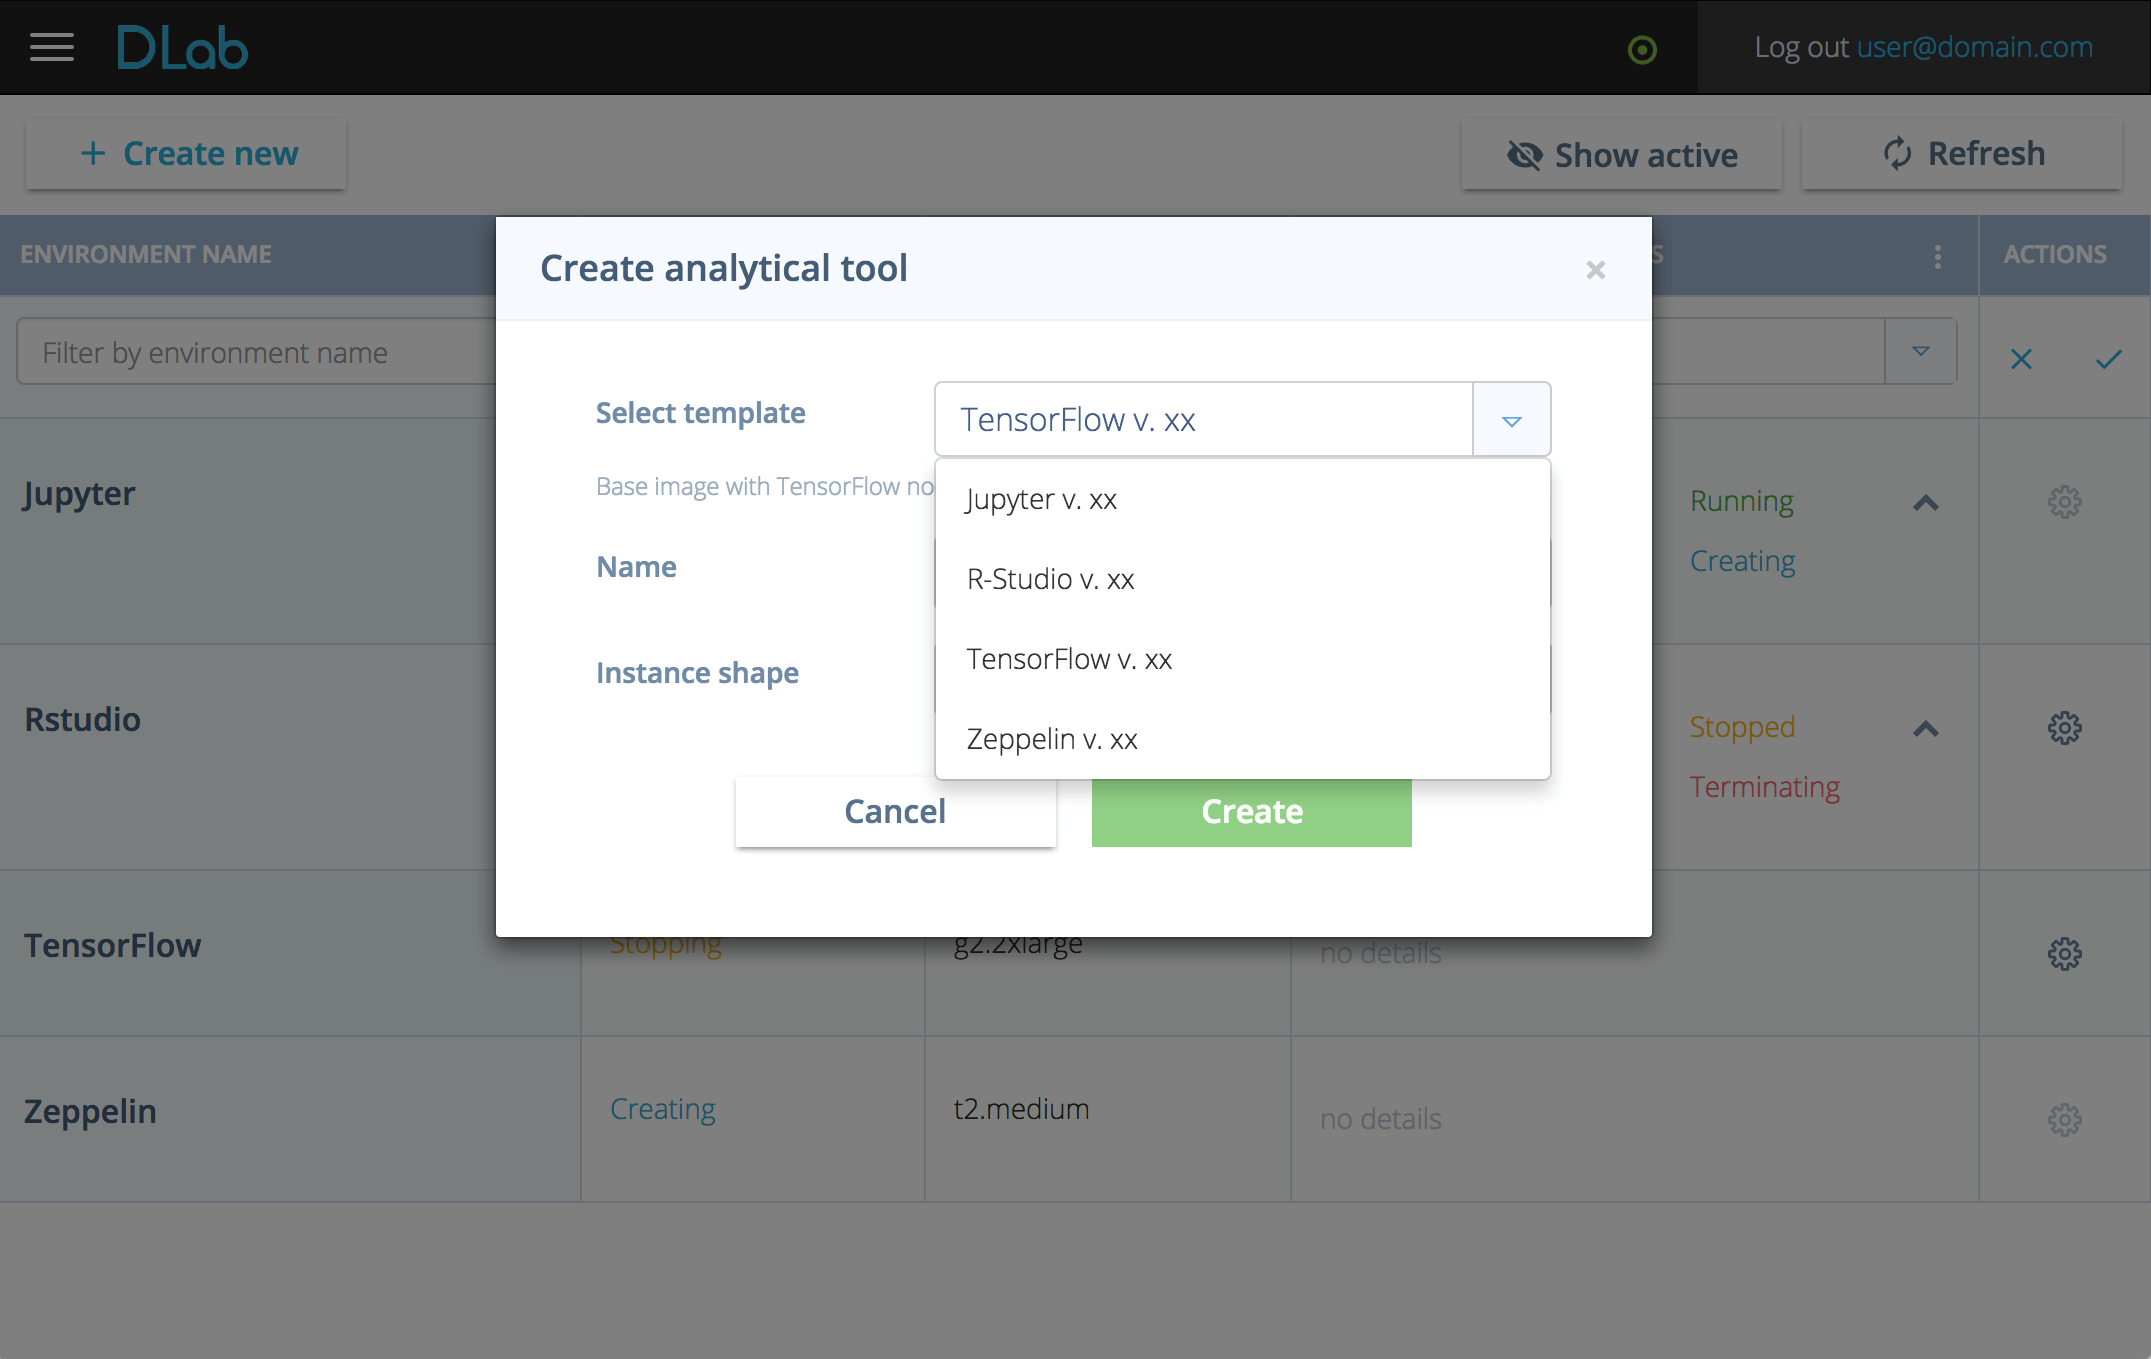 DLab
Log out user@domain.com
+ Create new
Show active
Refresh
ENVIRONMENT NAME
S
ACTIONS
Create analytical tool
×
Filter by environment name
Select template
TensorFlow v. xx
Base image with TensorFlow no
Jupyter v. xx
R-Studio v. xx
TensorFlow v. xx
Zeppelin v. xx
Name
Instance shape
Cancel
Create
Jupyter
Running
Creating
Rstudio
Stopped
Terminating
TensorFlow
Stopping
g2.2xlarge
no details
Zeppelin
Creating
t2.medium
no details